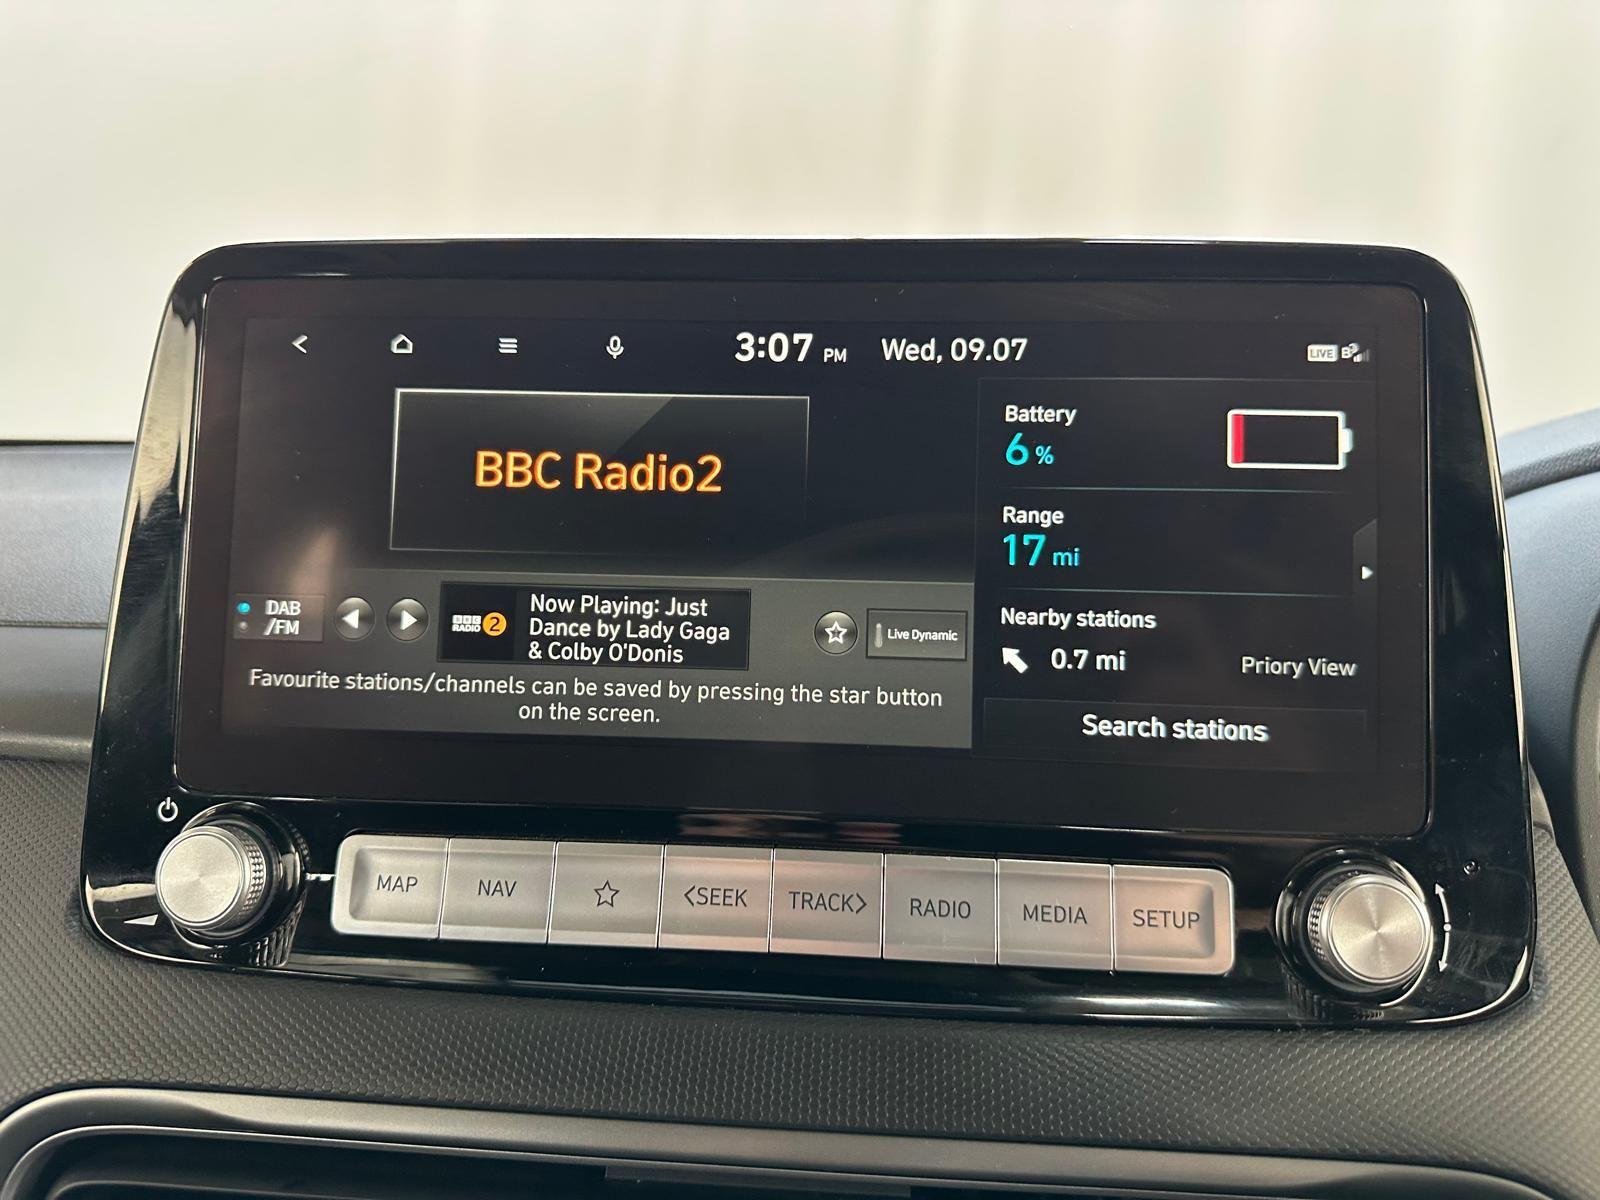 3:07 PM Wed, 09.07
LIVE
BBC Radio2
Battery
6 %
Range
17 mi
DAB
/FM
BBC
RADIO 2
Now Playing: Just
Dance by Lady Gaga
& Colby O'Donis
Live Dynamic
Favourite stations/channels can be saved by pressing the star button
on the screen.
Nearby stations
0.7 mi Priory View
Search stations
MAP NAV <SEEK TRACK> RADIO MEDIA SETUP